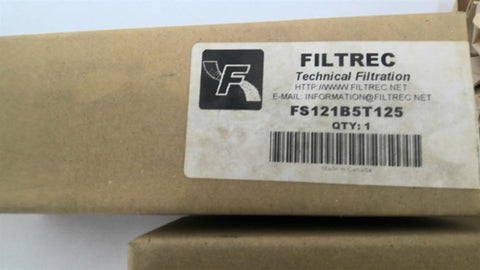 F
FILTREC
Technical Filtration
HTTP://WWW.FILTREC.NET
E-MAIL: INFORMATION@FILTREC.NET
FS121B5T125
QTY: 1
Made in Canada